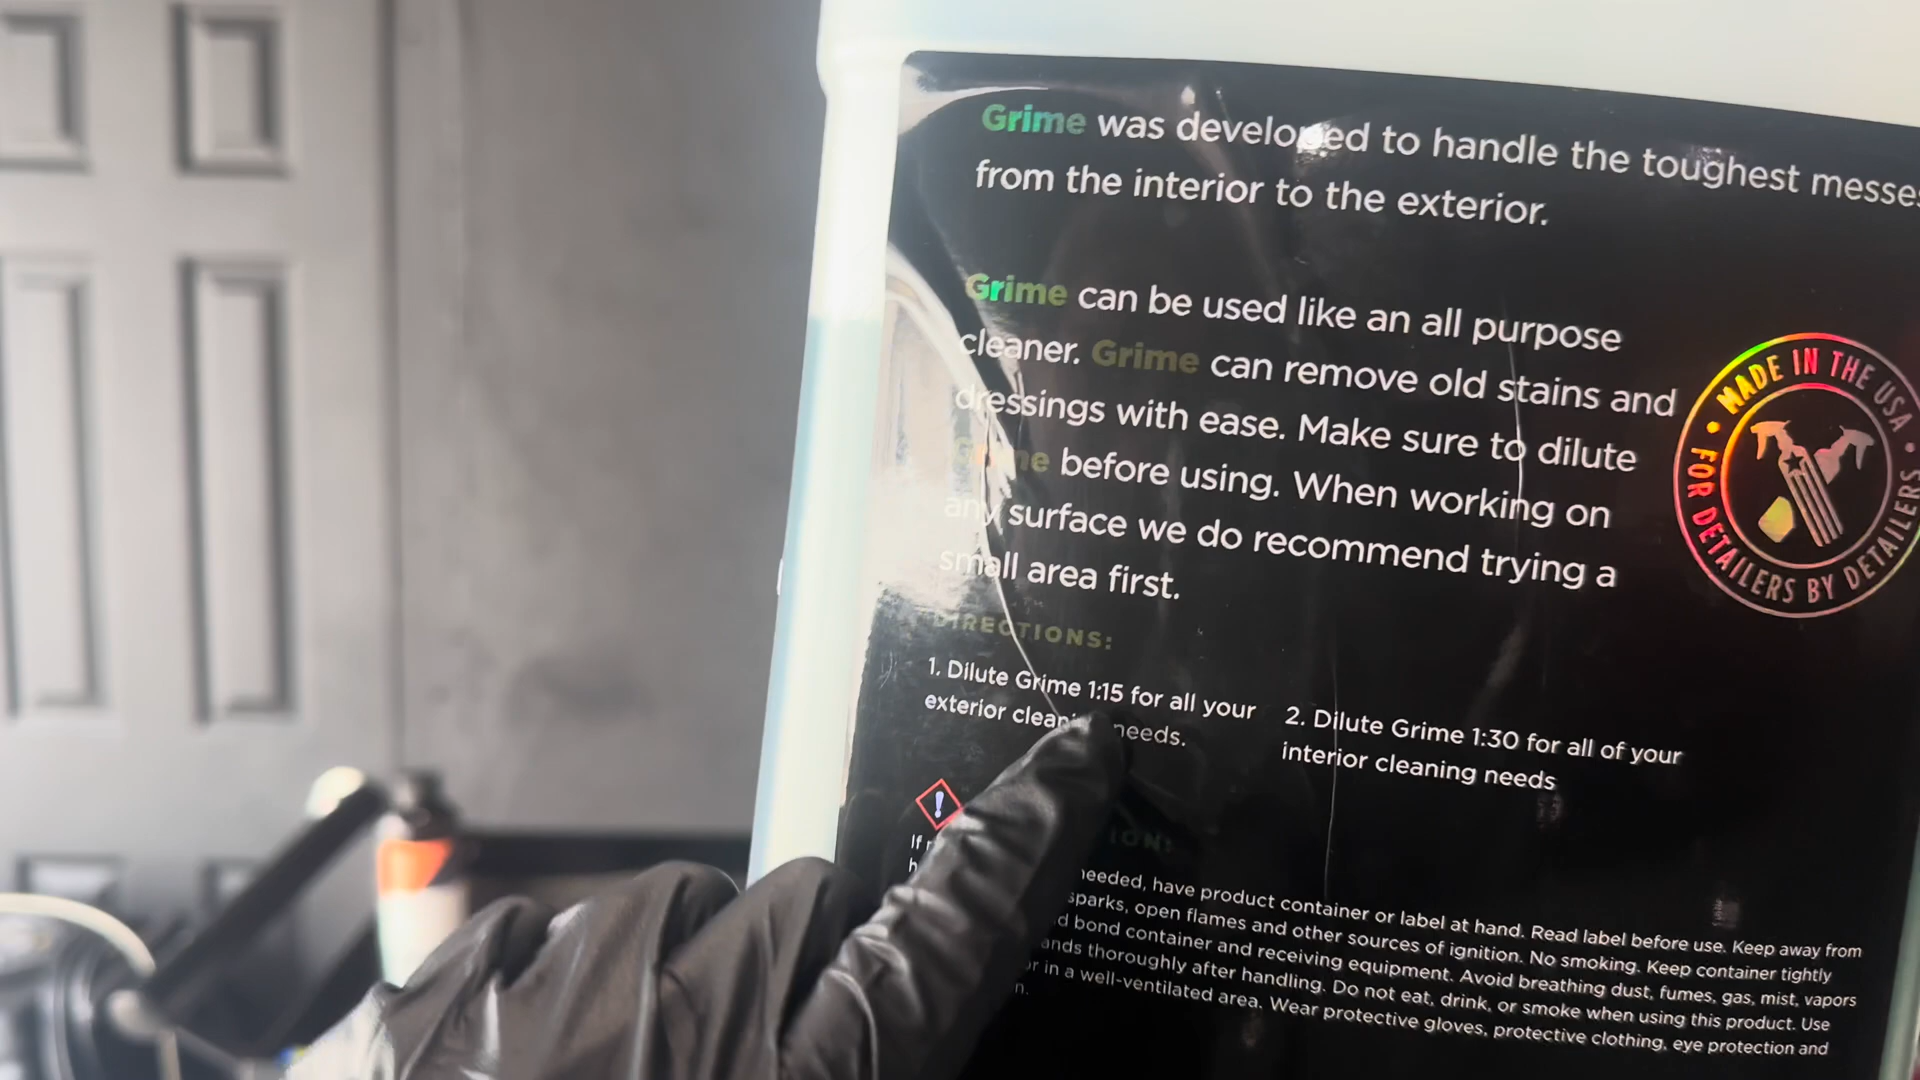 Grime was developed to handle the toughest messes
from the interior to the exterior.
Grime can be used like an all purpose
cleaner. Grime can remove old stains and
dressings with ease. Make sure to dilute
Grime before using. When working on
any surface we do recommend trying a
small area first.
MADE IN THE USA
FOR DETAILERS BY DETAILERS
DIRECTIONS:
1. Dilute Grime 1:15 for all your
exterior cleaning needs.
2. Dilute Grime 1:30 for all of your
interior cleaning needs
If
needed, have product container or label at hand. Read label before use. Keep away from
sparks, open flames and other sources of ignition. No smoking. Keep container tightly
bond container and receiving equipment. Avoid breathing dust, fumes, gas, mist, vapors
thoroughly after handling. Do not eat, drink, or smoke when using this product. Use
in a well-ventilated area. Wear protective gloves, protective clothing, eye protection and